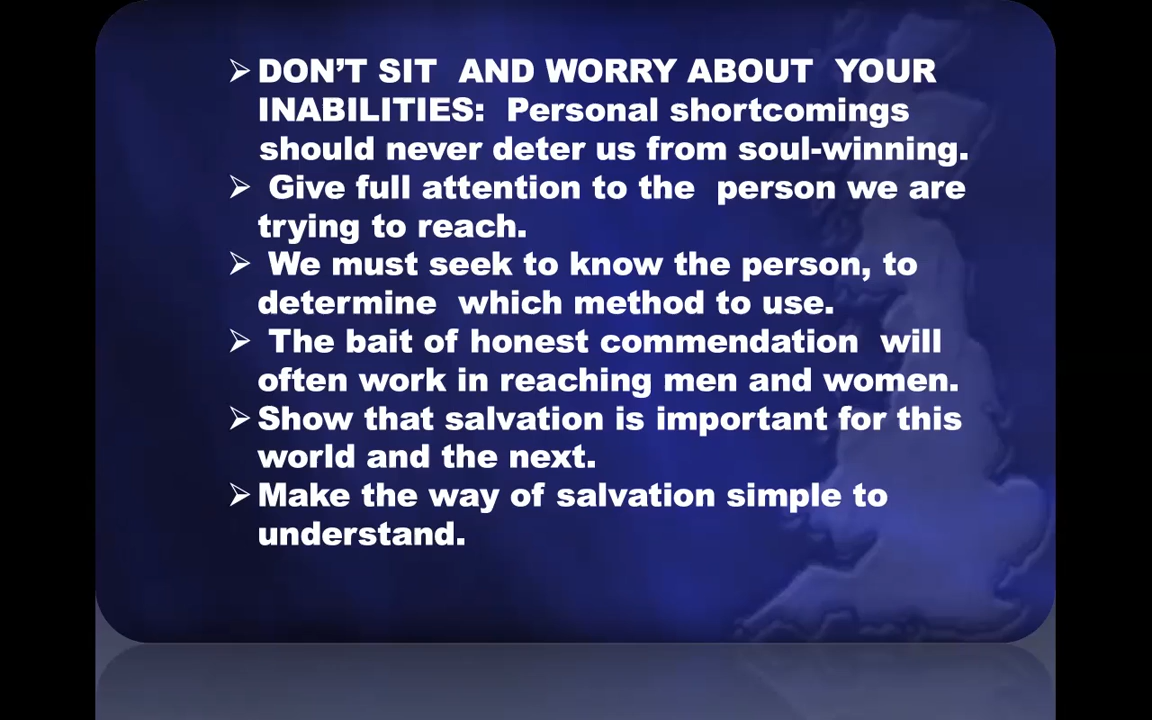 ➢ DON’T SIT  AND WORRY ABOUT  YOUR
INABILITIES:  Personal shortcomings
should never deter us from soul-winning.
➢  Give full attention to the  person we are
trying to reach.
➢  We must seek to know the person, to
determine  which method to use.
➢  The bait of honest commendation  will
often work in reaching men and women.
➢ Show that salvation is important for this
world and the next.
➢ Make the way of salvation simple to
understand.